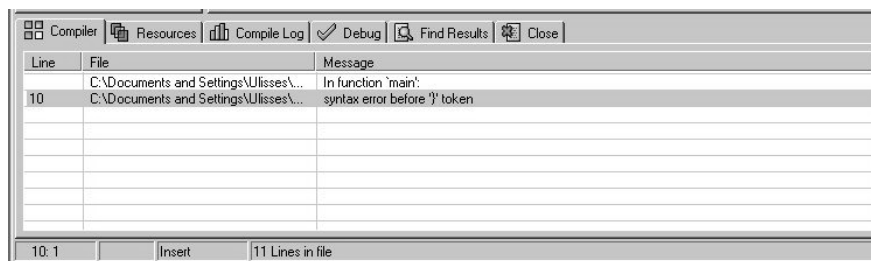 Compiler Resources Compile Log Debug Find Results Close
Line File Message
C:\Documents and Settings\Ulisses\... In function `main':
10 C:\Documents and Settings\Ulisses\... syntax error before '}' token
10: 1 Insert 11 Lines in file